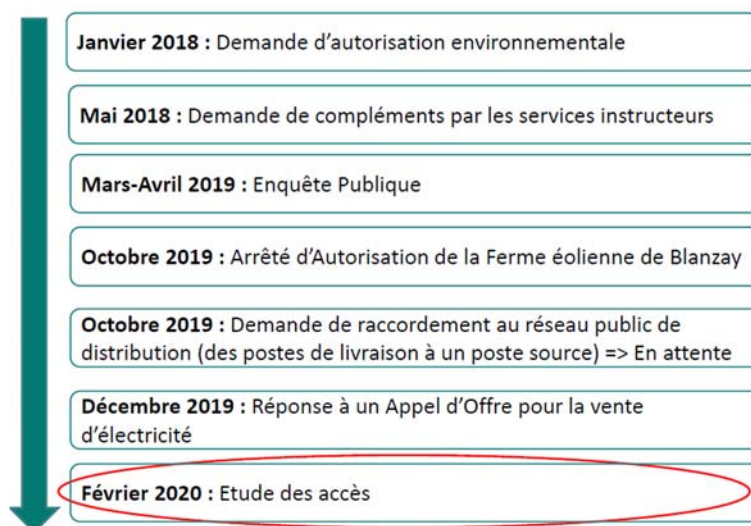 Janvier 2018 : Demande d'autorisation environnementale
Mai 2018 : Demande de compléments par les services instructeurs
Mars-Avril 2019 : Enquête Publique
Octobre 2019 : Arrêté d'Autorisation de la Ferme éolienne de Blanzay
Octobre 2019 : Demande de raccordement au réseau public de
distribution (des postes de livraison à un poste source) => En attente
Décembre 2019 : Réponse à un Appel d'Offre pour la vente
d'électricité
Février 2020 : Etude des accès